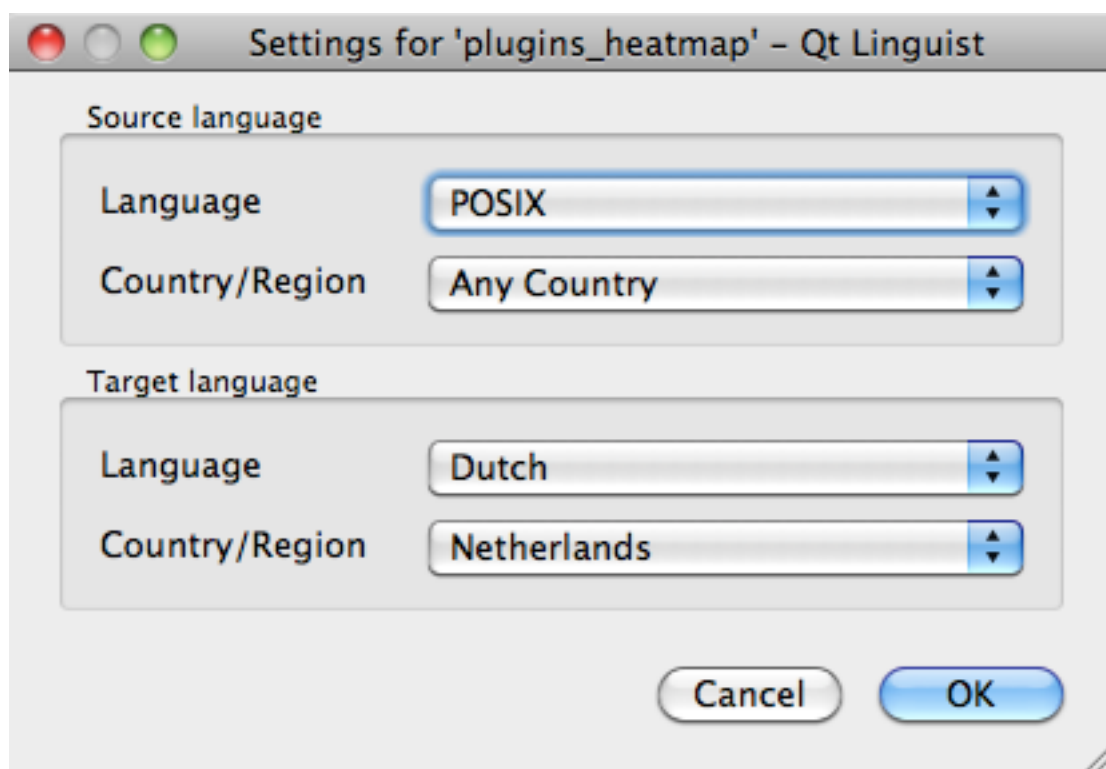 Settings for 'plugins_heatmap' – Qt Linguist
Source language
Language POSIX
Country/Region Any Country
Target language
Language Dutch
Country/Region Netherlands
Cancel OK